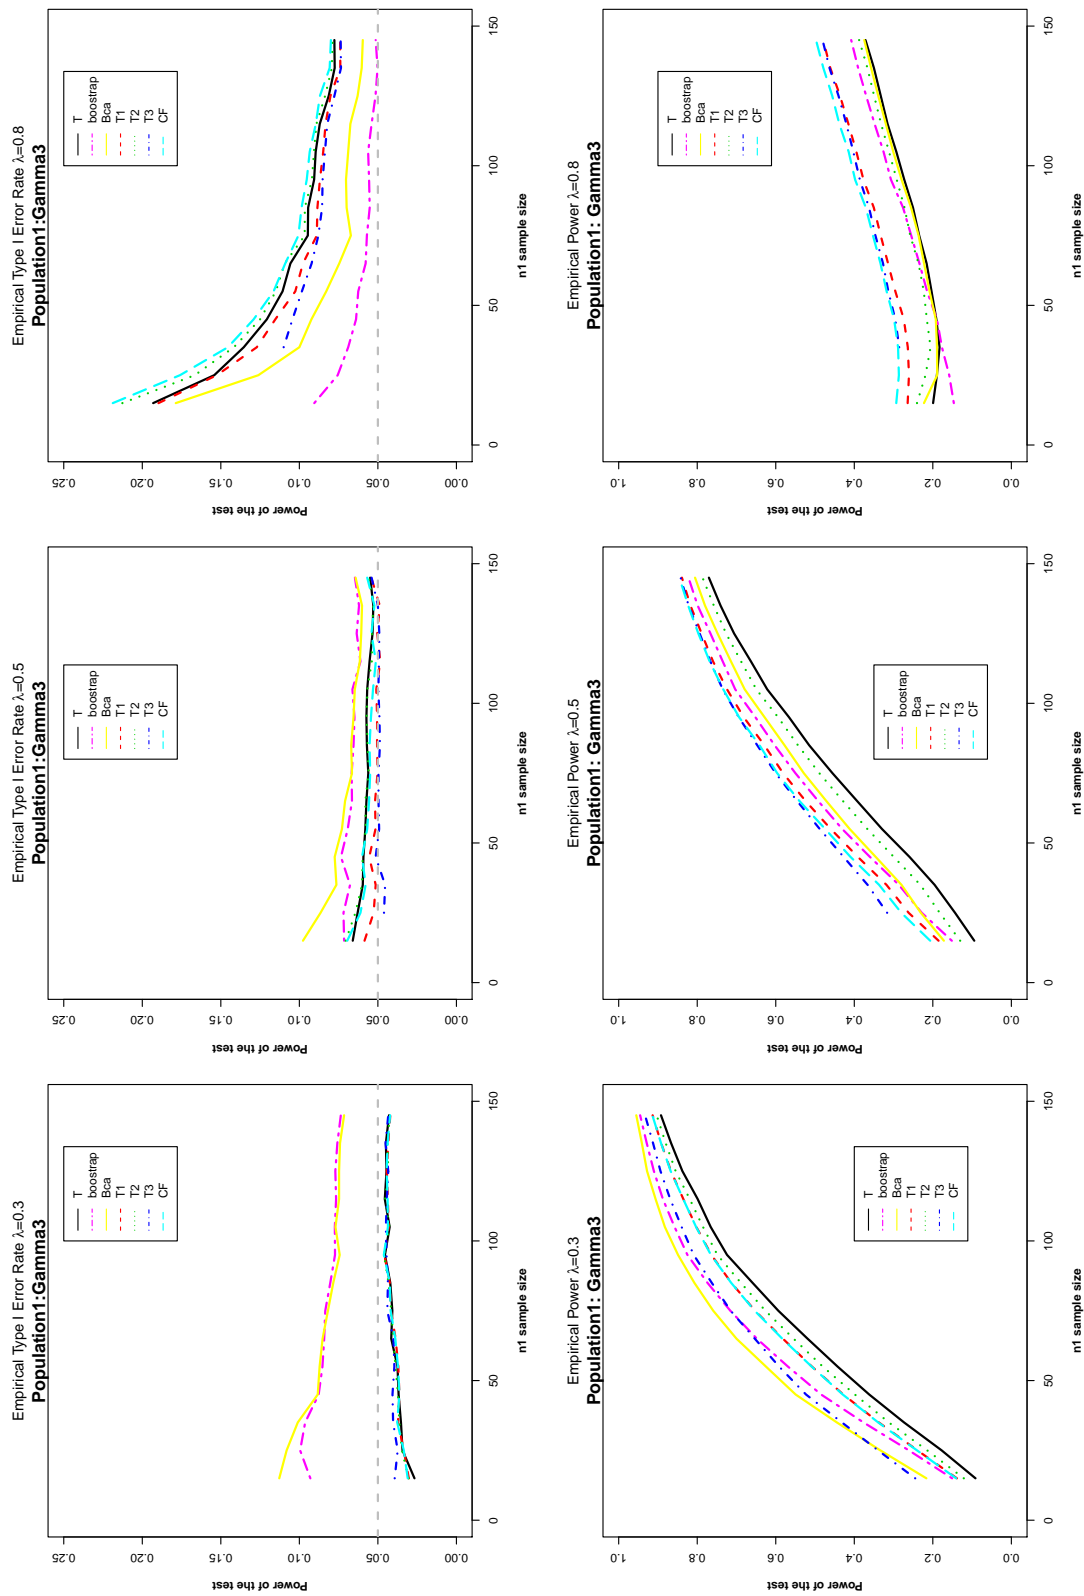 Empirical Type I Error Rate λ=0.3
Population1:Gamma3
Power of the test
0.25
0.20
0.15
0.10
0.05
0.00
T
boostrap
Bca
T1
T2
T3
CF
0
50
100
150
n1 sample size
Empirical Type I Error Rate λ=0.5
Population1:Gamma3
Power of the test
0.25
0.20
0.15
0.10
0.05
0.00
T
boostrap
Bca
T1
T2
T3
CF
0
50
100
150
n1 sample size
Empirical Type I Error Rate λ=0.8
Population1:Gamma3
Power of the test
0.25
0.20
0.15
0.10
0.05
0.00
T
boostrap
Bca
T1
T2
T3
CF
0
50
100
150
n1 sample size
Empirical Power λ=0.3
Population1: Gamma3
Power of the test
1.0
0.8
0.6
0.4
0.2
0.0
T
boostrap
Bca
T1
T2
T3
CF
0
50
100
150
n1 sample size
Empirical Power λ=0.5
Population1: Gamma3
Power of the test
1.0
0.8
0.6
0.4
0.2
0.0
T
boostrap
Bca
T1
T2
T3
CF
0
50
100
150
n1 sample size
Empirical Power λ=0.8
Population1: Gamma3
Power of the test
1.0
0.8
0.6
0.4
0.2
0.0
T
boostrap
Bca
T1
T2
T3
CF
0
50
100
150
n1 sample size